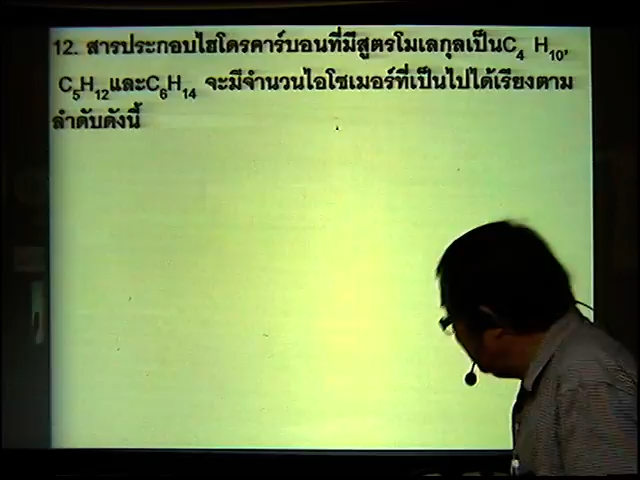 12. สารประกอบไฮโดรคาร์บอนที่มีสูตรโมเลกุลเป็นC4 H10,
C5H12และC6H14 จะมีจำนวนไอโซเมอร์ที่เป็นไปได้เรียงตาม
ลำดับดังนี้